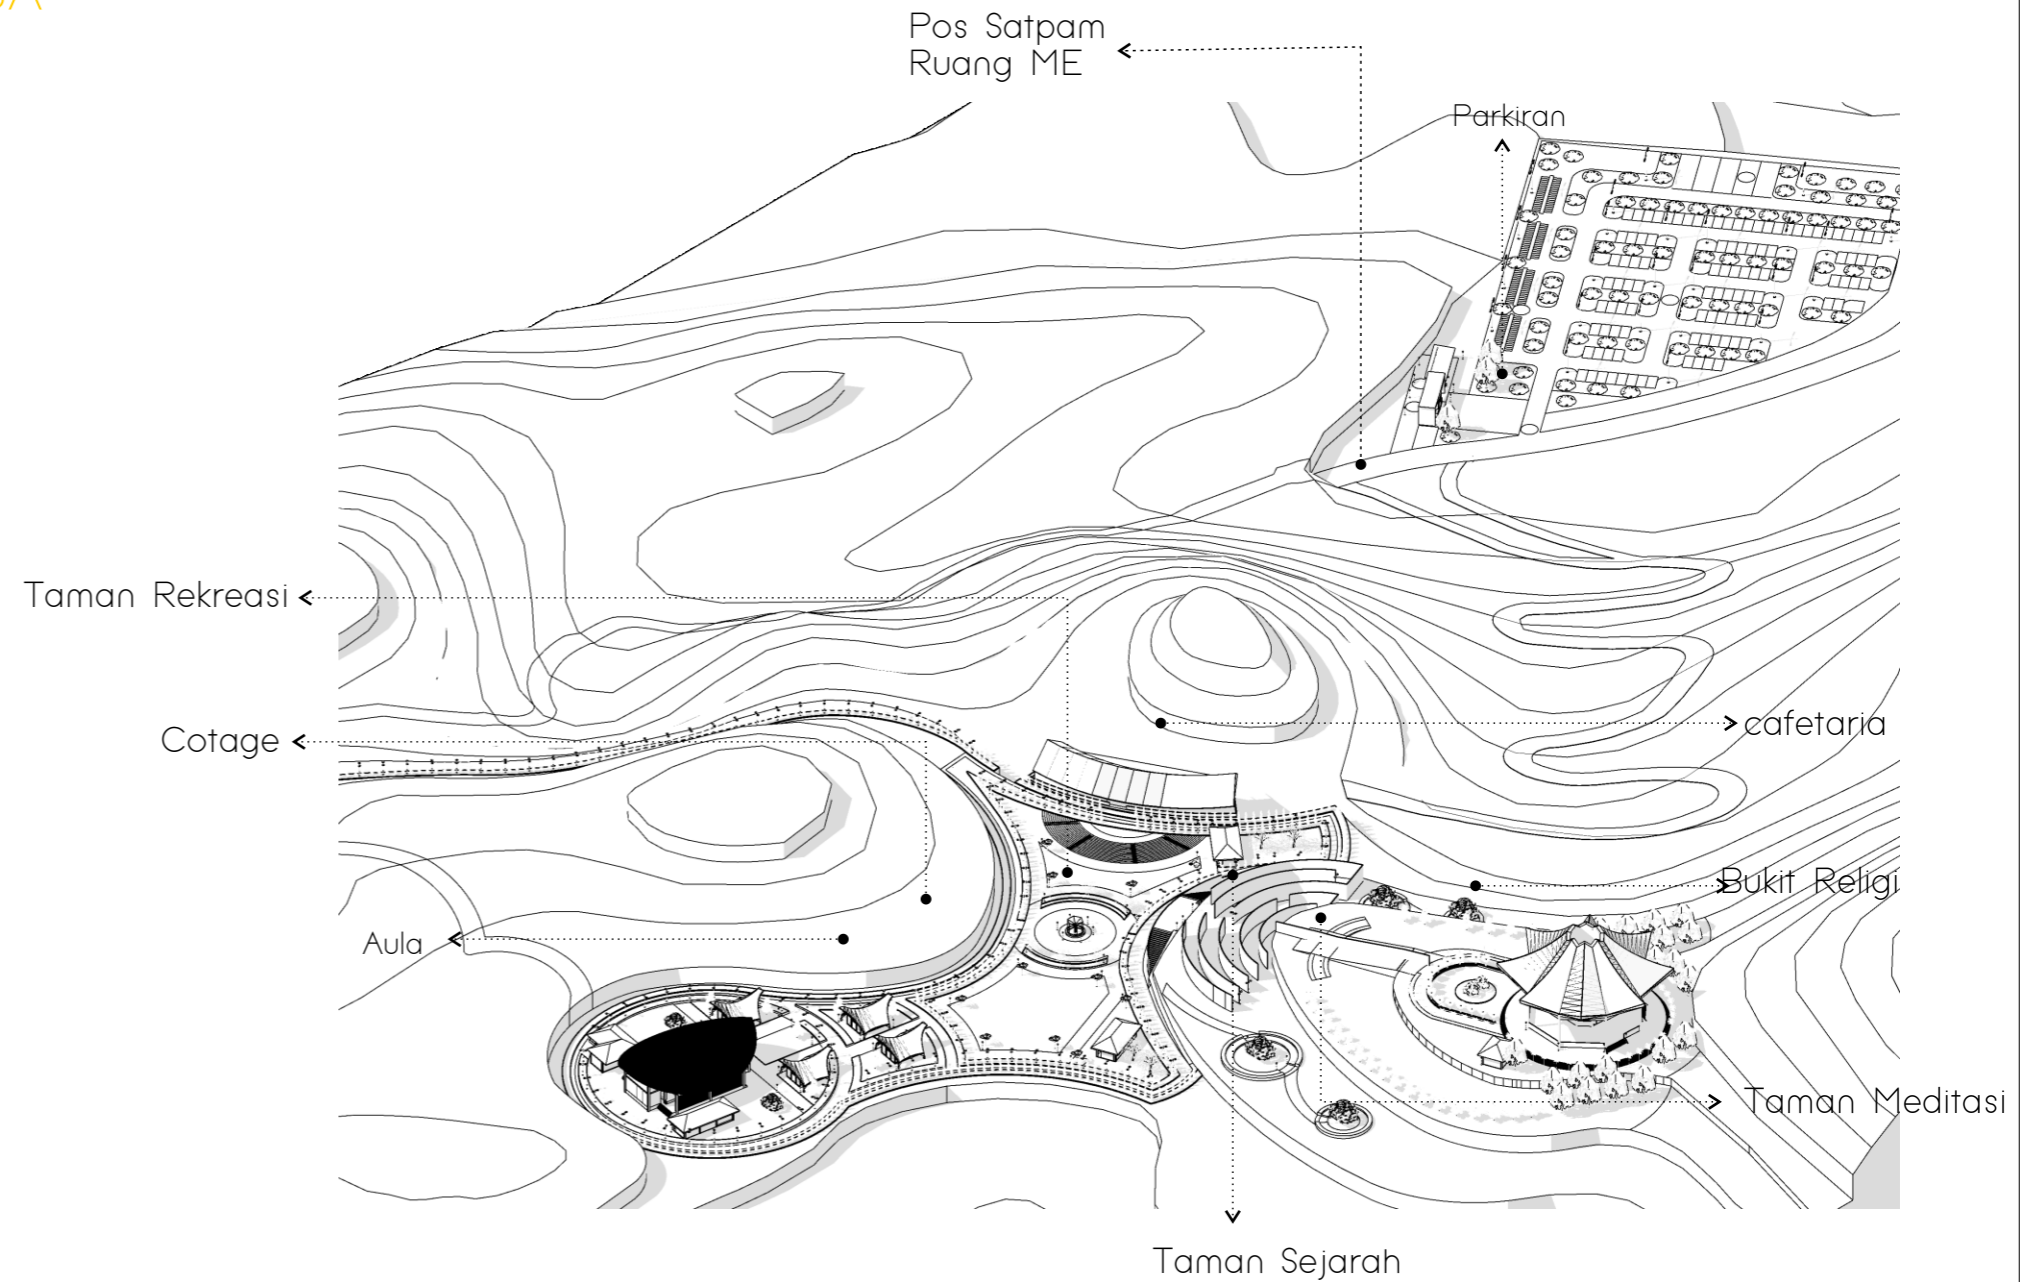 Pos Satpam
Ruang ME
Parkiran
Taman Rekreasi
cafetaria
Cotage
Bukit Religi
Aula
Taman Meditasi
Taman Sejarah